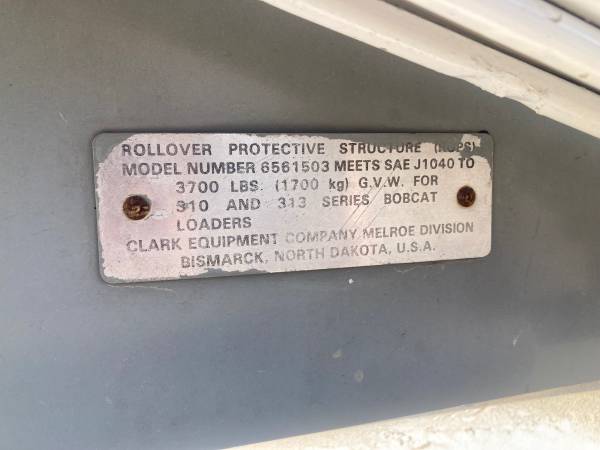 ROLLOVER PROTECTIVE STRUCTURE (ROPS)
MODEL NUMBER 6561503 MEETS SAE J1040 TO
3700 LBS. (1700 kg) G.V.W. FOR
310 AND 313 SERIES BOBCAT
LOADERS
CLARK EQUIPMENT COMPANY MELROE DIVISION
BISMARCK, NORTH DAKOTA, U.S.A.